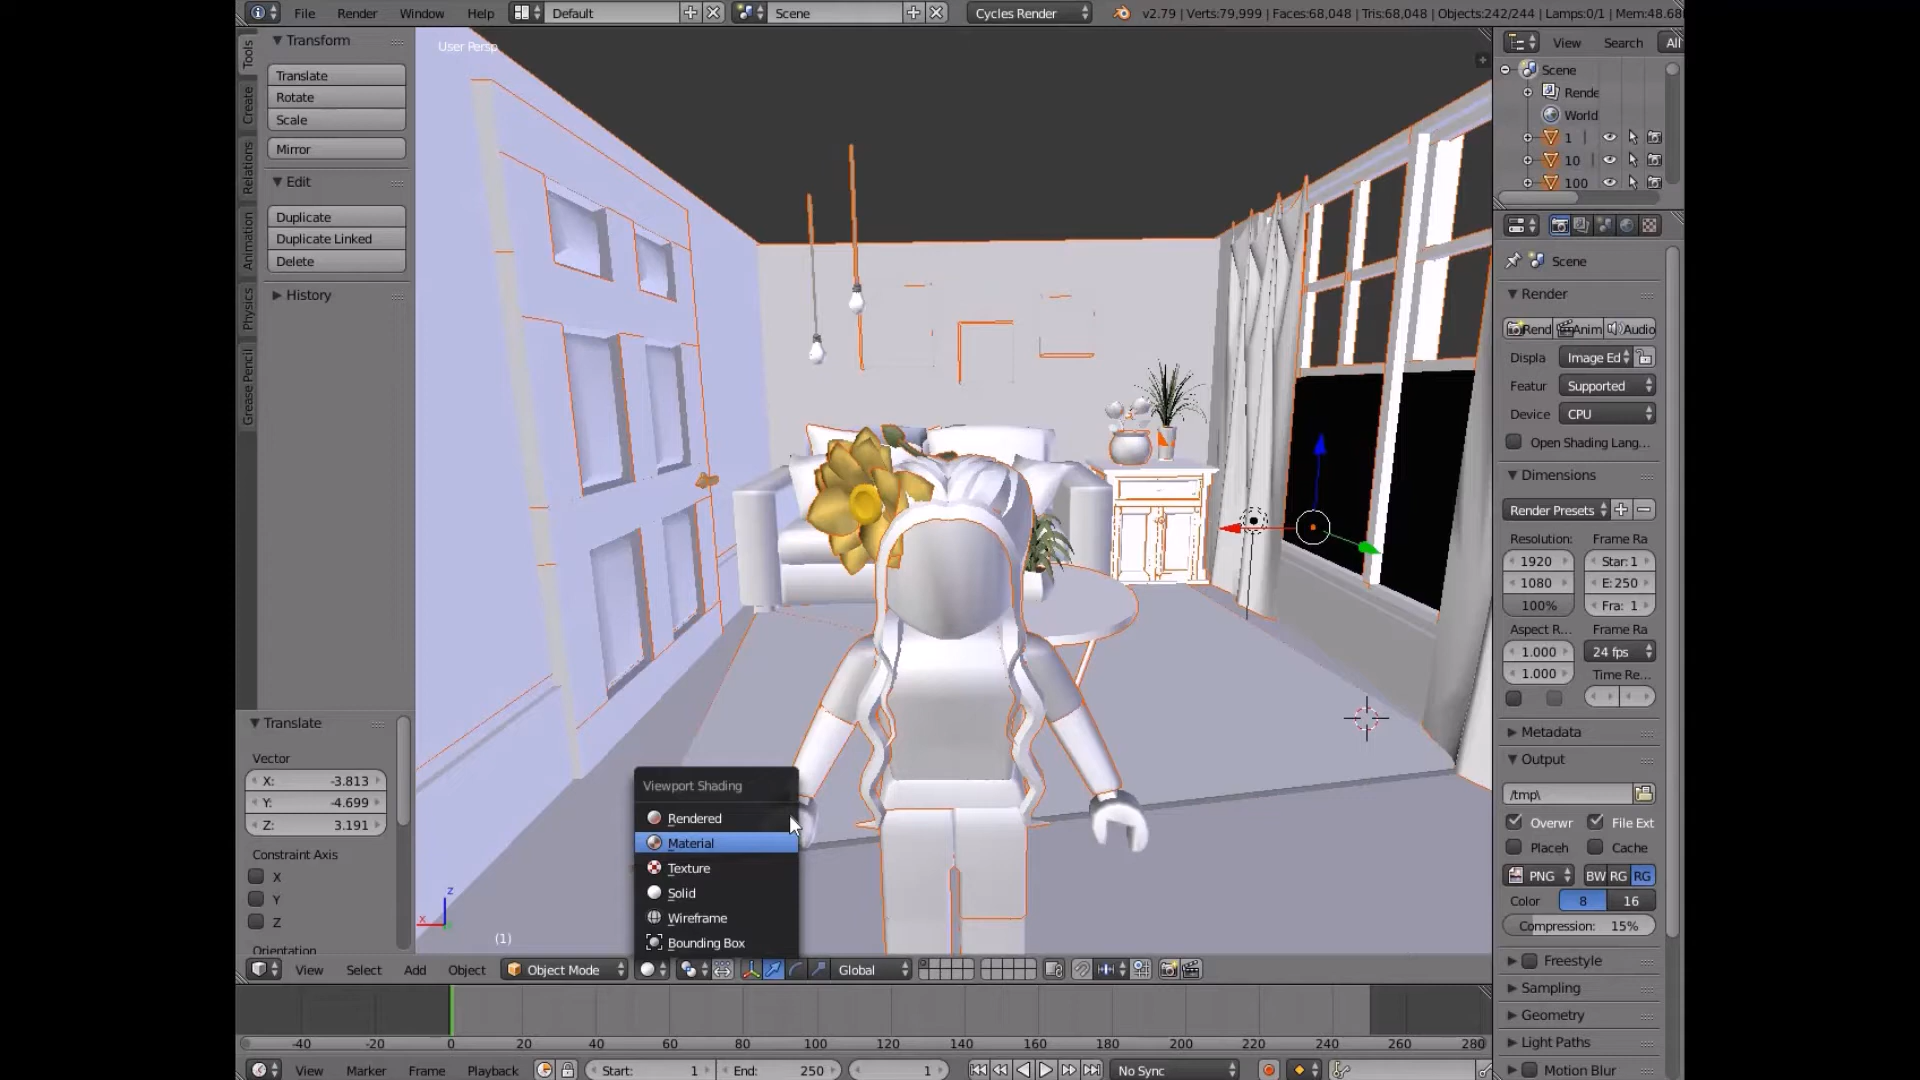 File Render Window Help Default Scene Cycles Render v2.79 | Verts:79,999 | Faces:68,048 | Tris:68,048 | Objects:242/244 | Lamps:0/1 | Mem:48.68
Tools
Create
Relations
Animation
Physics
Grease Pencil
Transform
Translate
Rotate
Scale
Mirror
Edit
Duplicate
Duplicate Linked
Delete
History
Translate
Vector
X: -3.813
Y: -4.699
Z: 3.191
Constraint Axis
X
Y
Z
Orientation
User Persp
z
x
(1)
Viewport Shading
Rendered
Material
Texture
Solid
Wireframe
Bounding Box
View Select Add Object Object Mode Global
-40 -20 0 20 40 60 80 100 120 140 160 180 200 220 240 260 280
View Marker Frame Playback Start: 1 End: 250 1 No Sync
View Search All
Scene
Rende
World
1
10
100
Scene
Render
Rend Anim Audio
Displa Image Ed
Featur Supported
Device CPU
Open Shading Lang...
Dimensions
Render Presets
Resolution: Frame Ra
1920 Star: 1
1080 E: 250
100% Fra: 1
Aspect R... Frame Ra
1.000 24 fps
1.000 Time Re...
Metadata
Output
/tmp\
Overwr File Ext
Placeh Cache
PNG BW RG RG
Color 8 16
Compression: 15%
Freestyle
Sampling
Geometry
Light Paths
Motion Blur